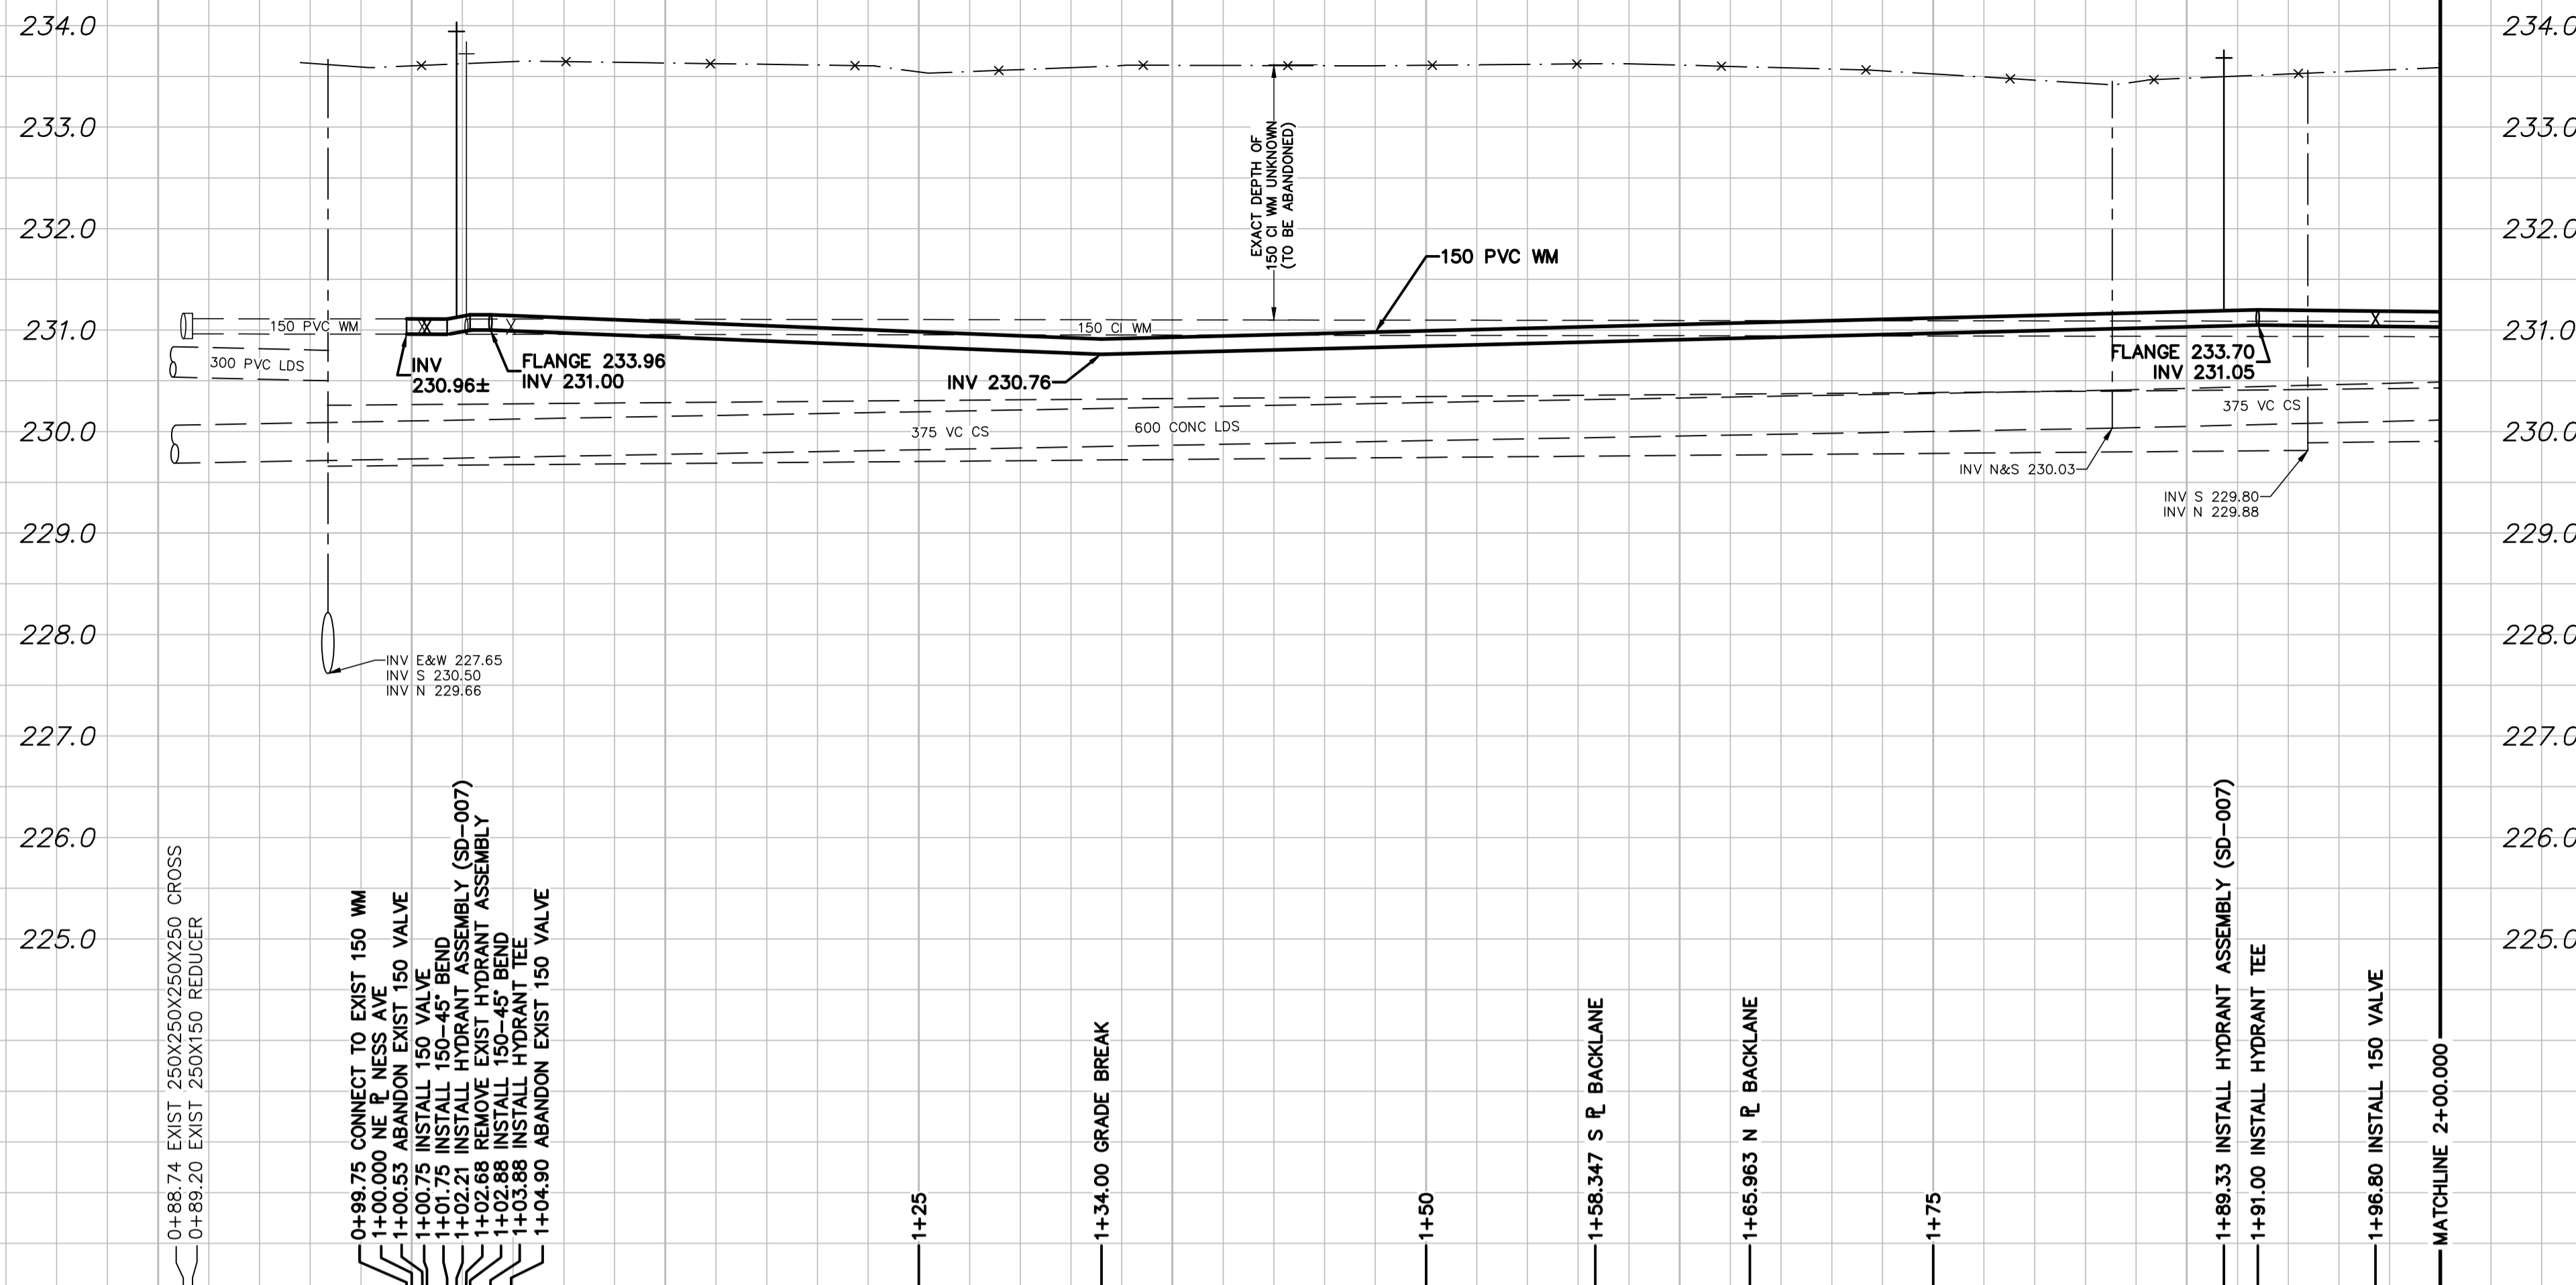 234.0
233.0
232.0
231.0
230.0
229.0
228.0
227.0
226.0
225.0
234.0
233.0
232.0
231.0
230.0
229.0
228.0
227.0
226.0
225.0
EXACT DEPTH OF
150 CI WM UNKNOWN
(TO BE ABANDONED)
150 PVC WM
150 PVC WM
150 CI WM
300 PVC LDS
INV
230.96±
FLANGE 233.96
INV 231.00
INV 230.76
FLANGE 233.70
INV 231.05
375 VC CS
600 CONC LDS
375 VC CS
INV N&S 230.03
INV S 229.80
INV N 229.88
INV E&W 227.65
INV S 230.50
INV N 229.66
0+88.74 EXIST 250X250X250X250 CROSS
0+89.20 EXIST 250X150 REDUCER
0+99.75 CONNECT TO EXIST 150 WM
1+00.000 NE PL NESS AVE
1+00.53 ABANDON EXIST 150 VALVE
1+00.75 INSTALL 150 VALVE
1+01.75 INSTALL 150-45° BEND
1+02.21 INSTALL HYDRANT ASSEMBLY (SD-007)
1+02.68 REMOVE EXIST HYDRANT ASSEMBLY
1+02.88 INSTALL 150-45° BEND
1+03.88 INSTALL HYDRANT TEE
1+04.90 ABANDON EXIST 150 VALVE
1+25
1+34.00 GRADE BREAK
1+50
1+58.347 S PL BACKLANE
1+65.963 N PL BACKLANE
1+75
1+89.33 INSTALL HYDRANT ASSEMBLY (SD-007)
1+91.00 INSTALL HYDRANT TEE
1+96.80 INSTALL 150 VALVE
MATCHLINE 2+00.000